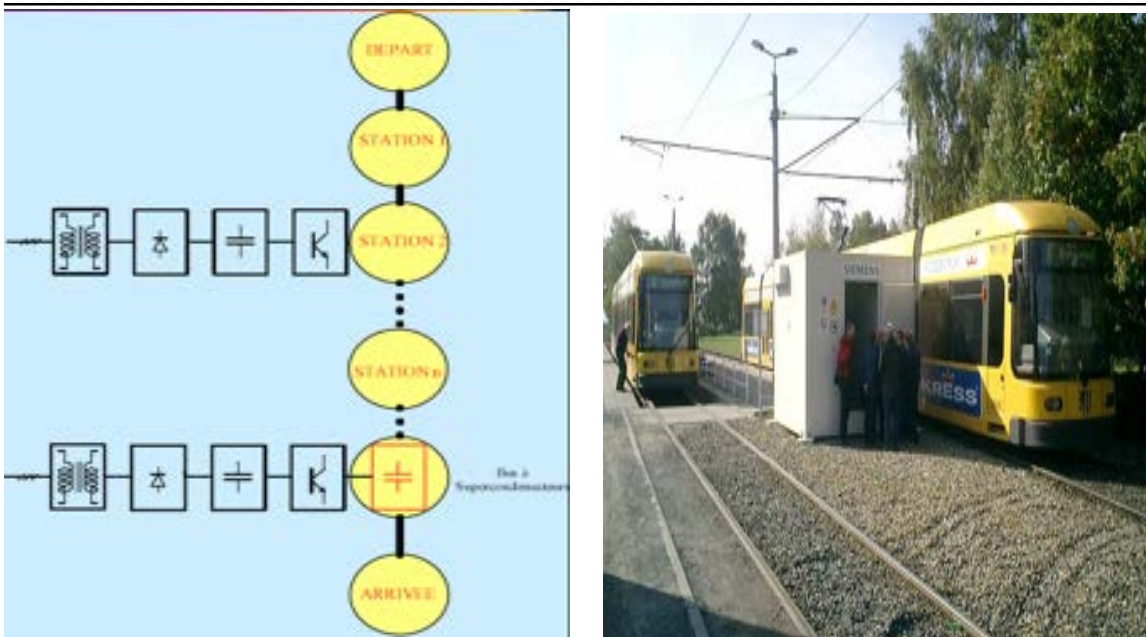 DEPART
STATION 1
STATION 2
STATION n
Bus à
Supercondensateurs
ARRIVEE
SIEMENS
KRESS